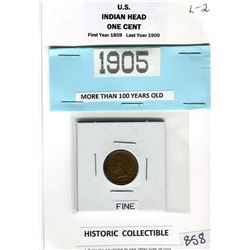 U.S.
L-2
INDIAN HEAD
ONE CENT
First Year 1859 Last Year 1909
1905
MORE THAN 100 YEARS OLD
FINE
HISTORIC COLLECTIBLE
858